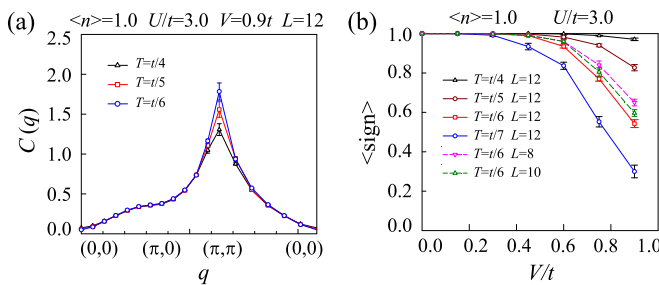 (a) <n>=1.0 U/t=3.0 V=0.9t L=12
T=t/4
T=t/5
T=t/6
C(q)
2.5
2.0
1.5
1.0
0.5
0.0
(0,0) (π,0) (π,π) (0,0)
q
(b) <n>=1.0 U/t=3.0
<sign>
1.0
0.8
0.6
0.4
0.2
0.0
T=t/4 L=12
T=t/5 L=12
T=t/6 L=12
T=t/7 L=12
T=t/6 L=8
T=t/6 L=10
0.0 0.2 0.4 0.6 0.8 1.0
V/t